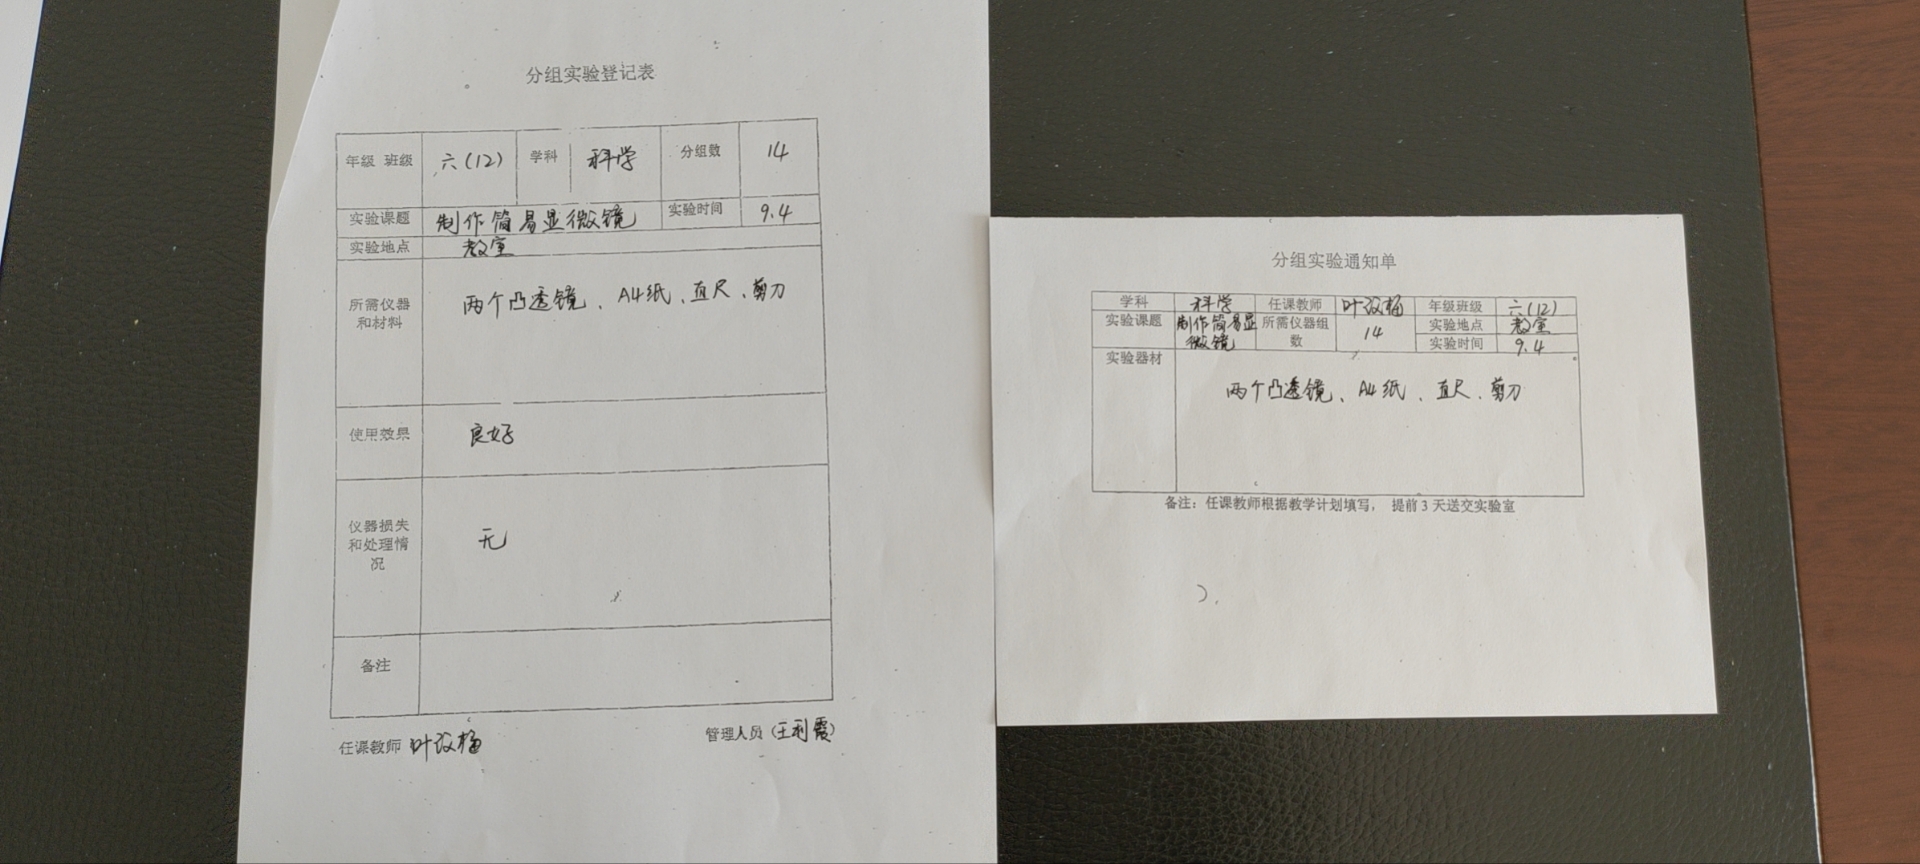 分组实验登记表
年级 班级 六(12) 学科 科学 分组数 14
实验课题 制作简易显微镜 实验时间 9.4
实验地点 教室
所需仪器和材料 两个凸透镜、A4纸、直尺、剪刀
使用效果 良好
仪器损失和处理情况 无
备注
任课教师 叶改梅 管理人员(王利霞)
分组实验通知单
学科 科学 任课教师 叶改梅 年级班级 六(12)
实验课题 制作简易显微镜 所需仪器组数 14 实验地点 教室
实验时间 9.4
实验器材 两个凸透镜、A4纸、直尺、剪刀
备注：任课教师根据教学计划填写， 提前3天送交实验室